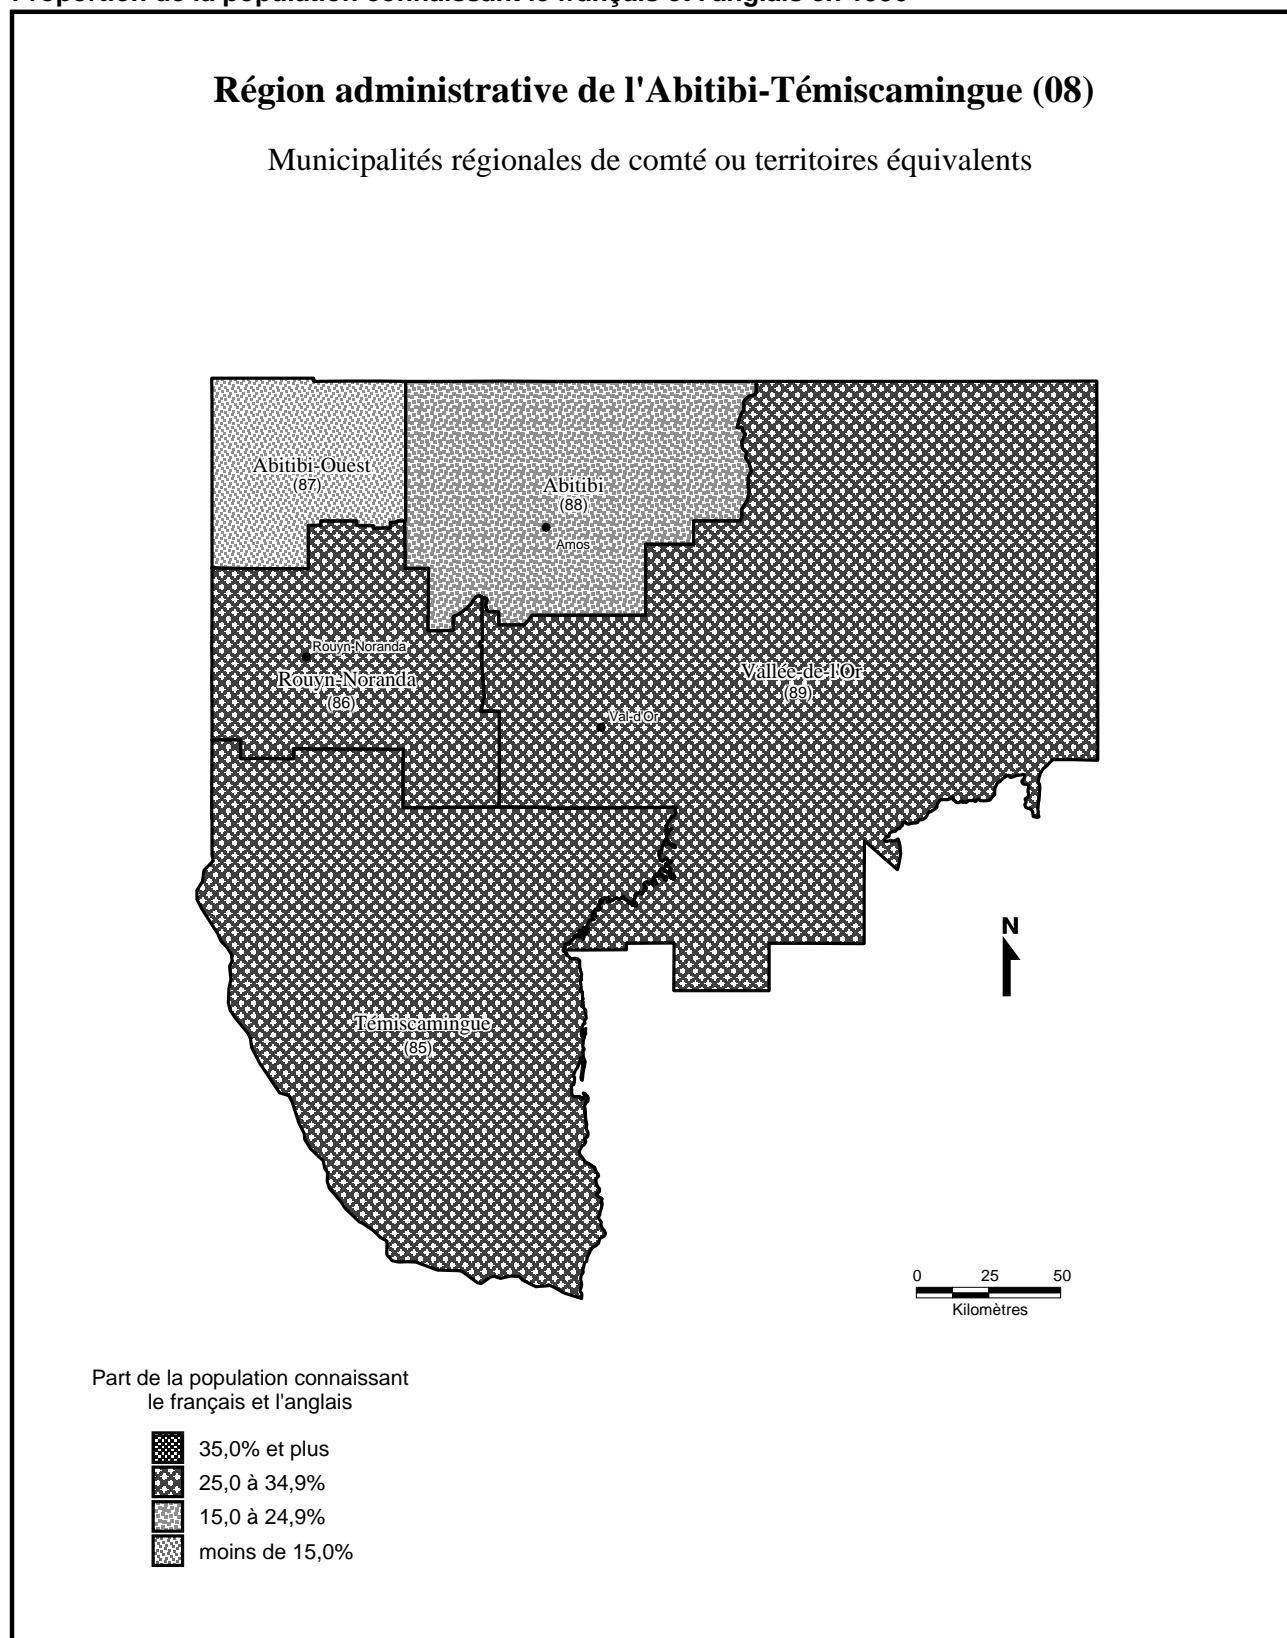 Région administrative de l'Abitibi-Témiscamingue (08)
Municipalités régionales de comté ou territoires équivalents
Abitibi-Ouest
(87)
Abitibi
(88)
Amos
Rouyn-Noranda
Rouyn-Noranda
(86)
Vallée-de-l'Or
(89)
Val-d'Or
N
Témiscamingue
(85)
0 25 50
Kilomètres
Part de la population connaissant
le français et l'anglais
35,0% et plus
25,0 à 34,9%
15,0 à 24,9%
moins de 15,0%